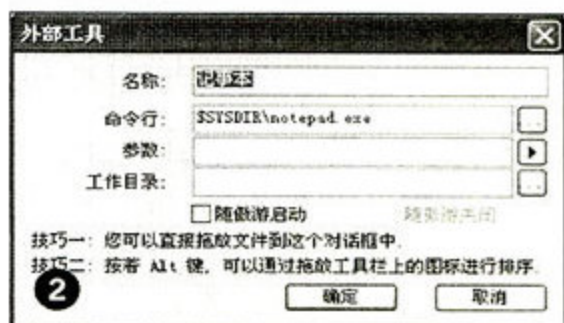 外部工具
名称:
命令行: $SYSDIR\notepad.exe
参数:
工作目录:
随傲游启动 随傲游关闭
技巧一: 您可以直接拖放文件到这个对话框中.
技巧二: 按着 Alt 键, 可以通过拖放工具栏上的图标进行排序.
2 确定 取消